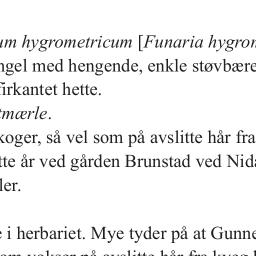 um hygrometricum [Funaria hygrom
ngel med hengende, enkle støvbære
firkantet hette.
tmærle.
koger, så vel som på avslitte hår fra
tte år ved gården Brunstad ved Nida
ler.
e i herbariet. Mye tyder på at Gunne